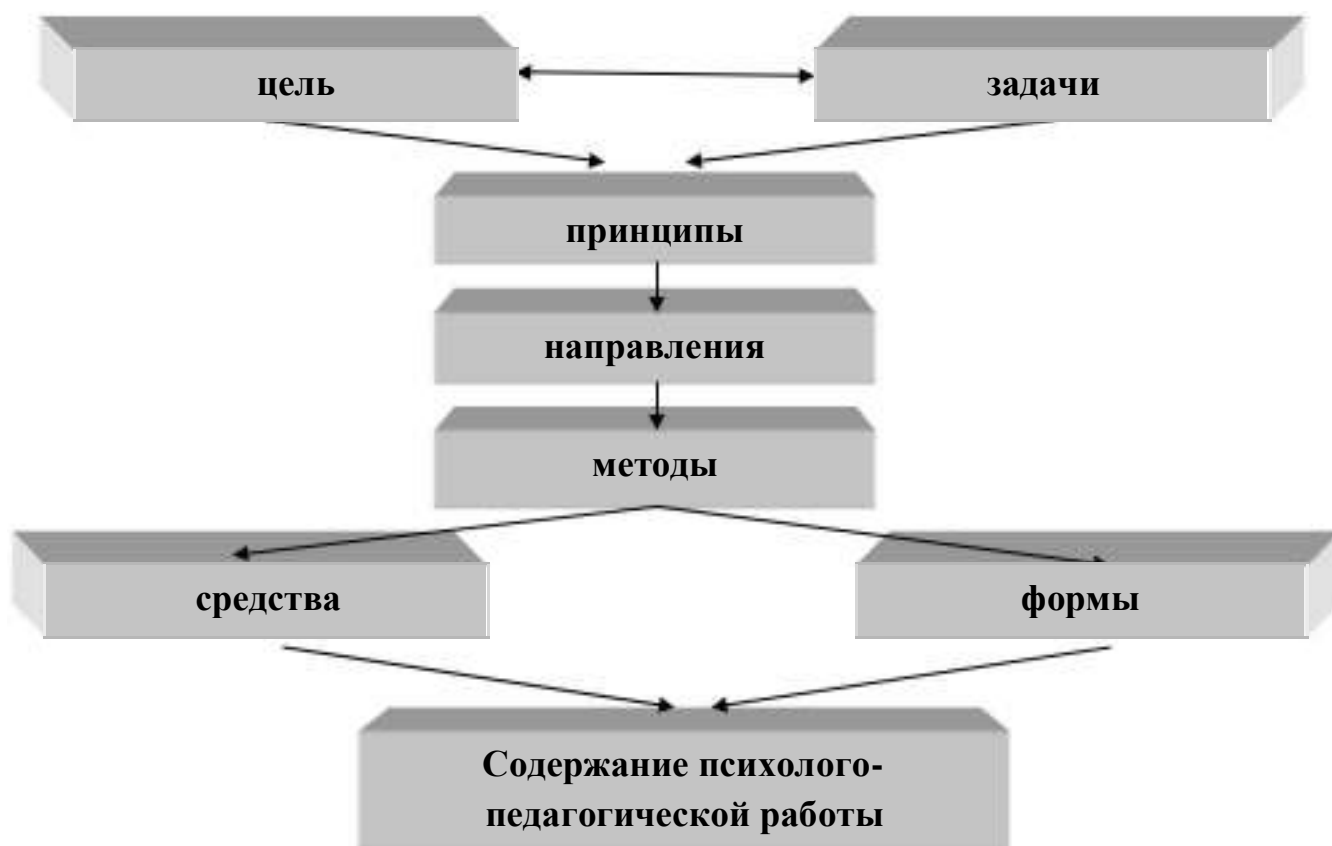 цель
задачи
принципы
направления
методы
средства
формы
Содержание психолого-
педагогической работы